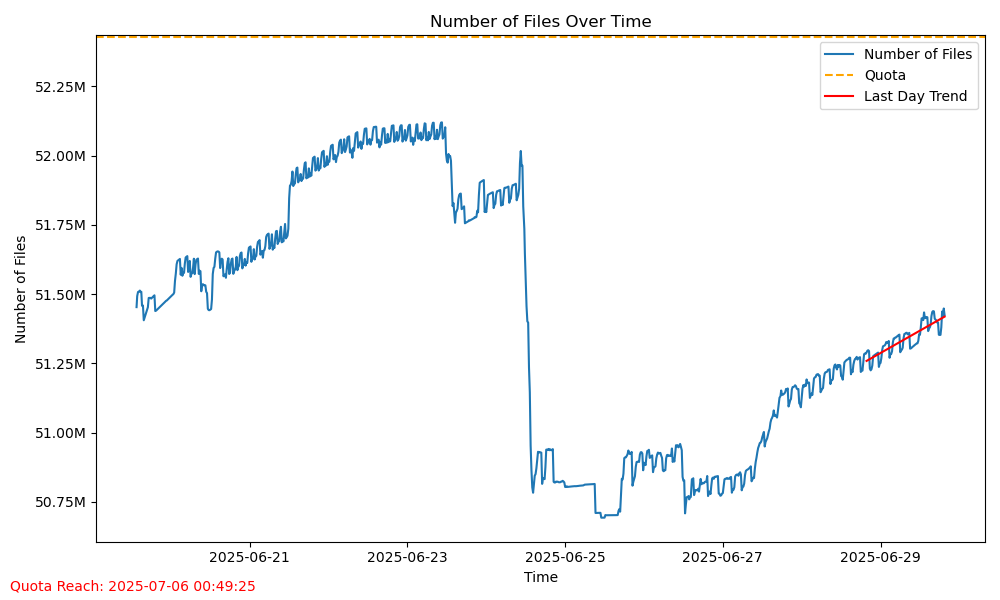 Number of Files Over Time
Number of Files
Quota
Last Day Trend
52.25M
52.00M
51.75M
51.50M
51.25M
51.00M
50.75M
Number of Files
2025-06-21
2025-06-23
2025-06-25
2025-06-27
2025-06-29
Time
Quota Reach: 2025-07-06 00:49:25